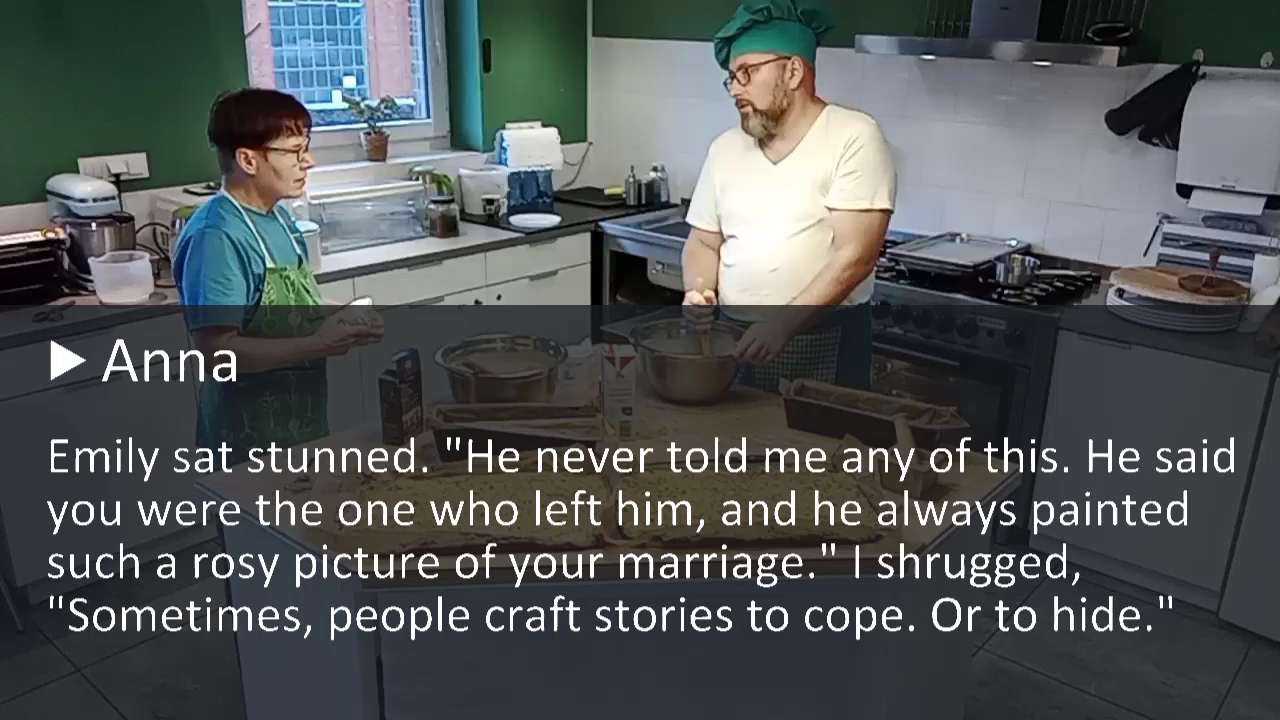 Anna
Emily sat stunned. "He never told me any of this. He said
you were the one who left him, and he always painted
such a rosy picture of your marriage." I shrugged,
"Sometimes, people craft stories to cope. Or to hide."